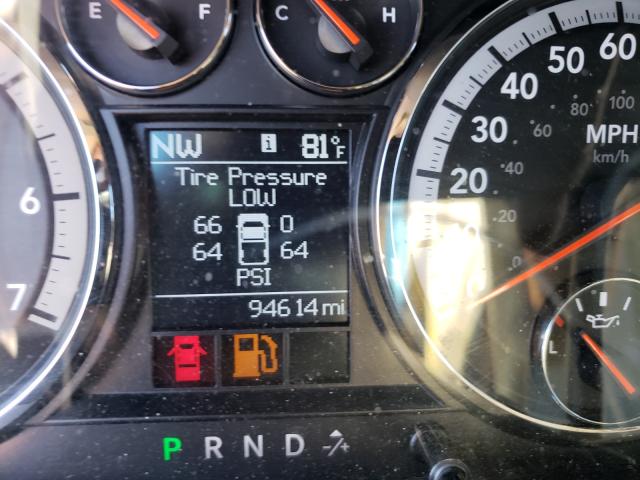 E F C H
NW i 81°F
Tire Pressure
LOW
66 0
64 64
PSI
94614 mi
P R N D -/+
6
7
20
30
40
50
60
0
20
40
60
80
100
MPH
km/h
L